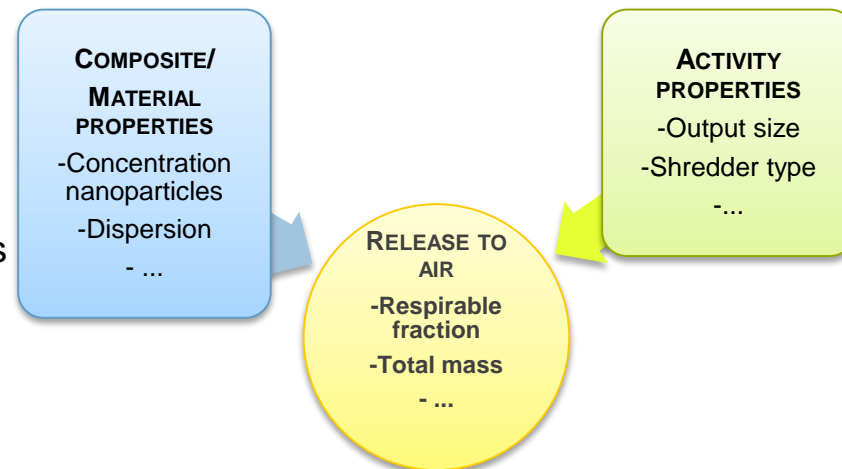 COMPOSITE/
MATERIAL
PROPERTIES
-Concentration
nanoparticles
-Dispersion
- ...
s
ACTIVITY
PROPERTIES
-Output size
-Shredder type
-...
RELEASE TO
AIR
-Respirable
fraction
-Total mass
- ...